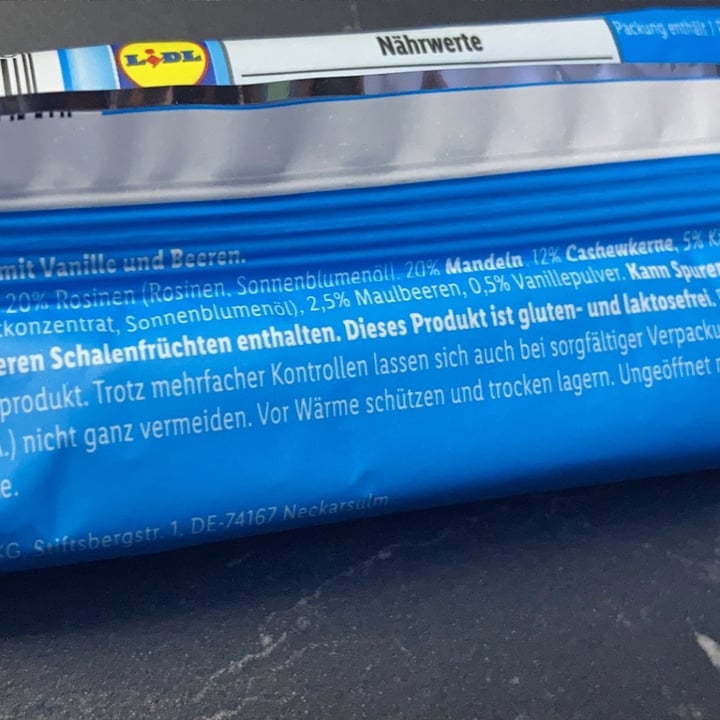 LIDL
Nährwerte
Packung enthält 1
mit Vanille und Beeren.
20% Rosinen (Rosinen, Sonnenblumenöl), 20% Mandeln, 12% Cashewkerne, 5% K
konzentrat, Sonnenblumenöl), 2,5% Maulbeeren, 0,5% Vanillepulver. Kann Spuren
eren Schalenfrüchten enthalten. Dieses Produkt ist gluten- und laktosefrei.
produkt. Trotz mehrfacher Kontrollen lassen sich auch bei sorgfältiger Verpacku
.) nicht ganz vermeiden. Vor Wärme schützen und trocken lagern. Ungeöffnet
e.
KG, Stiftsbergstr. 1, DE-74167 Neckarsulm